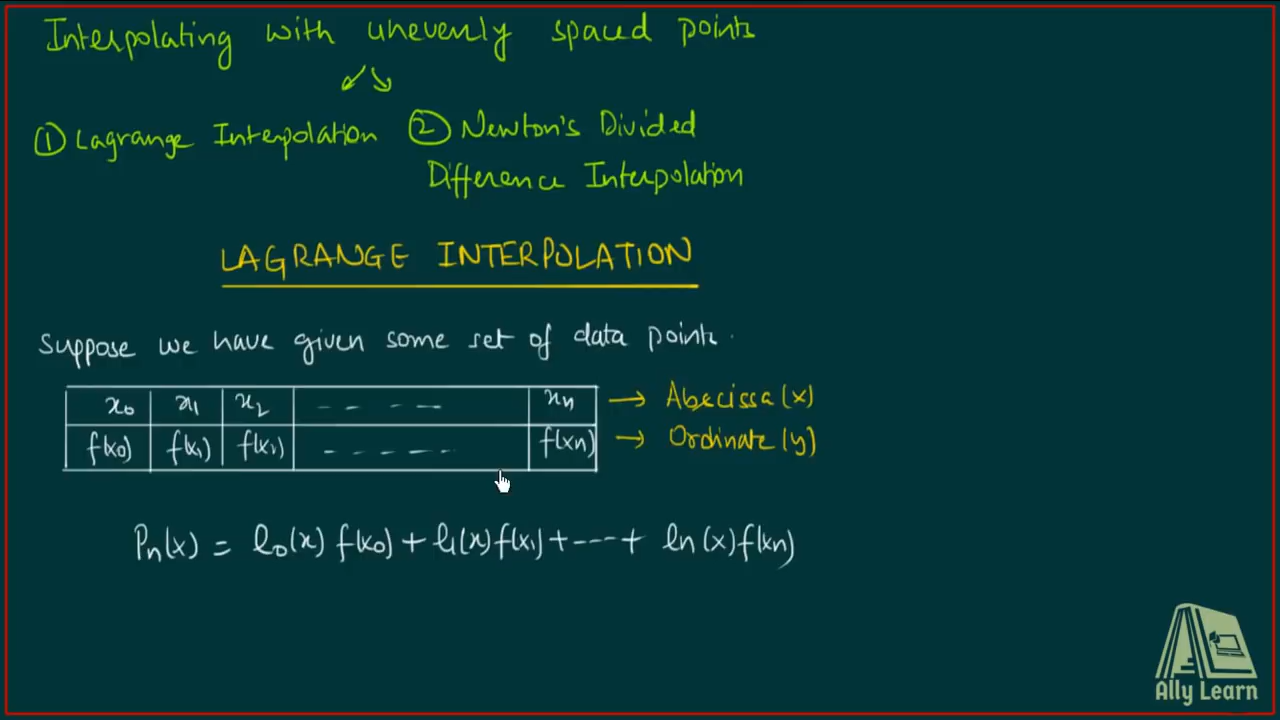 Interpolating with unevenly spaced points
① Lagrange Interpolation ② Newton's Divided
Difference Interpolation
LAGRANGE INTERPOLATION
Suppose we have given some set of data points.
x₀ x₁ x₂ -- -- -- xₙ → Abscissa (x)
f(x₀) f(x₁) f(x₂) ------ f(xₙ) → Ordinate (y)
Pₙ(x) = l₀(x) f(x₀) + l₁(x) f(x₁) + ---- + lₙ(x) f(xₙ)
Ally Learn